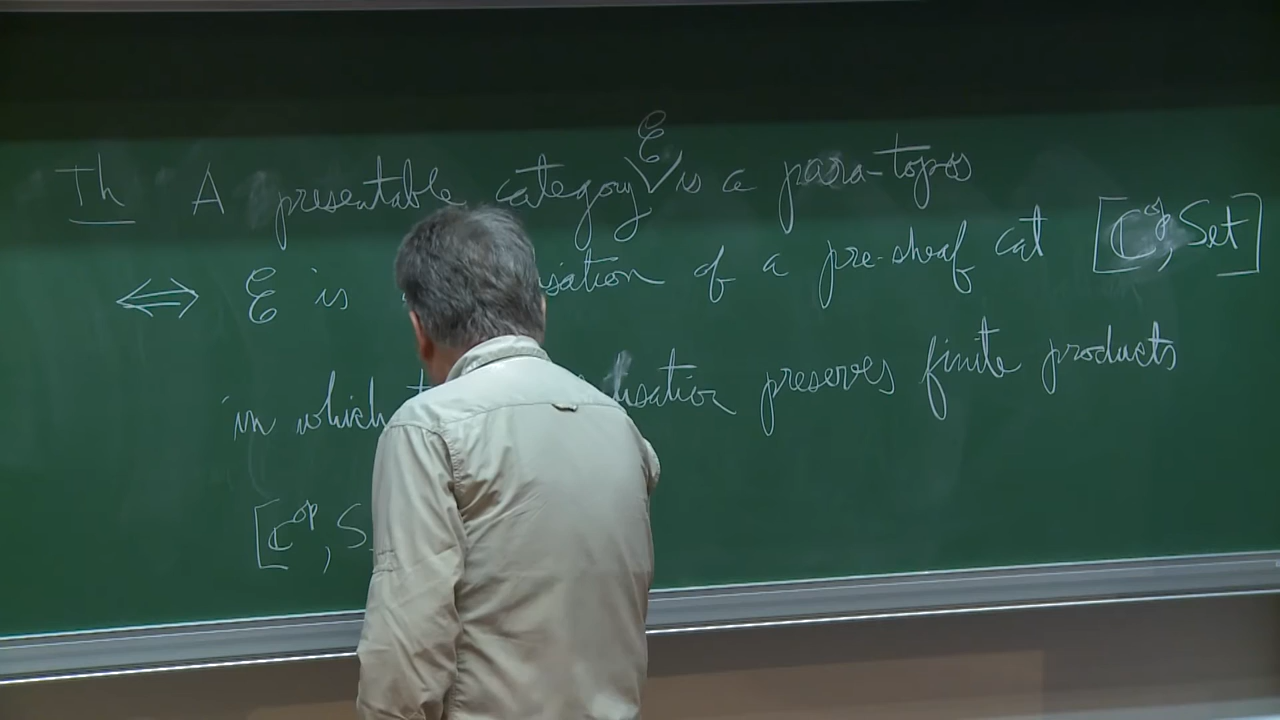 Th A presentable category ℰ is a para-topos
⟺ ℰ is isation of a pre-sheaf cat [ℂ^op, Set]
in which lisation preserves finite products
[ℂ^op, S